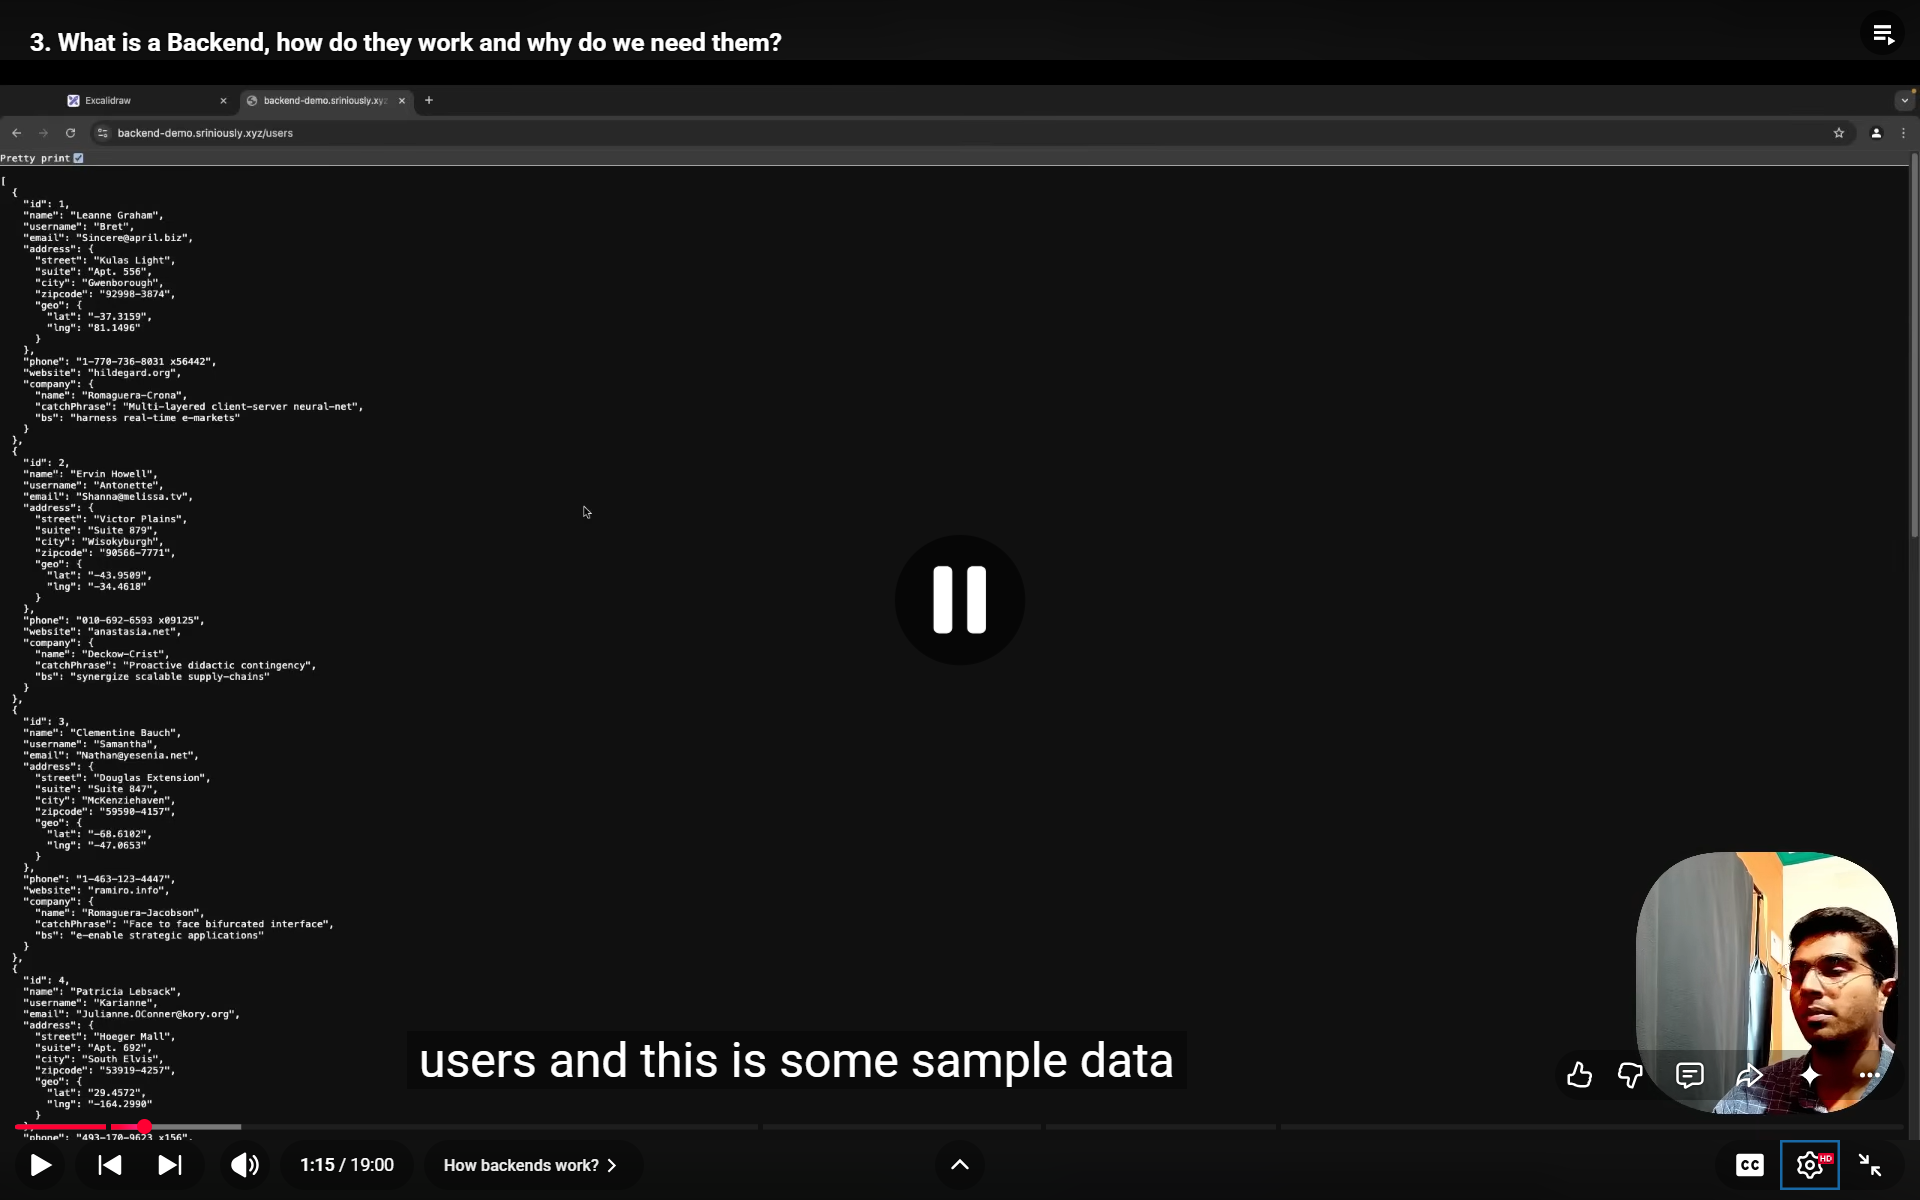 3. What is a Backend, how do they work and why do we need them?
Excalidraw
backend-demo.sriniously.xyz
backend-demo.sriniously.xyz/users
Pretty print
[
{
"id": 1,
"name": "Leanne Graham",
"username": "Bret",
"email": "Sincere@april.biz",
"address": {
"street": "Kulas Light",
"suite": "Apt. 556",
"city": "Gwenborough",
"zipcode": "92998-3874",
"geo": {
"lat": "-37.3159",
"lng": "81.1496"
}
},
"phone": "1-770-736-8031 x56442",
"website": "hildegard.org",
"company": {
"name": "Romaguera-Crona",
"catchPhrase": "Multi-layered client-server neural-net",
"bs": "harness real-time e-markets"
}
},
{
"id": 2,
"name": "Ervin Howell",
"username": "Antonette",
"email": "Shanna@melissa.tv",
"address": {
"street": "Victor Plains",
"suite": "Suite 879",
"city": "Wisokyburgh",
"zipcode": "90566-7771",
"geo": {
"lat": "-43.9509",
"lng": "-34.4618"
}
},
"phone": "010-692-6593 x09125",
"website": "anastasia.net",
"company": {
"name": "Deckow-Crist",
"catchPhrase": "Proactive didactic contingency",
"bs": "synergize scalable supply-chains"
}
},
{
"id": 3,
"name": "Clementine Bauch",
"username": "Samantha",
"email": "Nathan@yesenia.net",
"address": {
"street": "Douglas Extension",
"suite": "Suite 847",
"city": "McKenziehaven",
"zipcode": "59590-4157",
"geo": {
"lat": "-68.6102",
"lng": "-47.0653"
}
},
"phone": "1-463-123-4447",
"website": "ramiro.info",
"company": {
"name": "Romaguera-Jacobson",
"catchPhrase": "Face to face bifurcated interface",
"bs": "e-enable strategic applications"
}
},
{
"id": 4,
"name": "Patricia Lebsack",
"username": "Karianne",
"email": "Julianne.OConner@kory.org",
"address": {
"street": "Hoeger Mall",
"suite": "Apt. 692",
"city": "South Elvis",
"zipcode": "53919-4257",
"geo": {
"lat": "29.4572",
"lng": "-164.2990"
}
},
"phone": "493-170-9623 x156",
users and this is some sample data
1:15 / 19:00
How backends work?
CC
HD